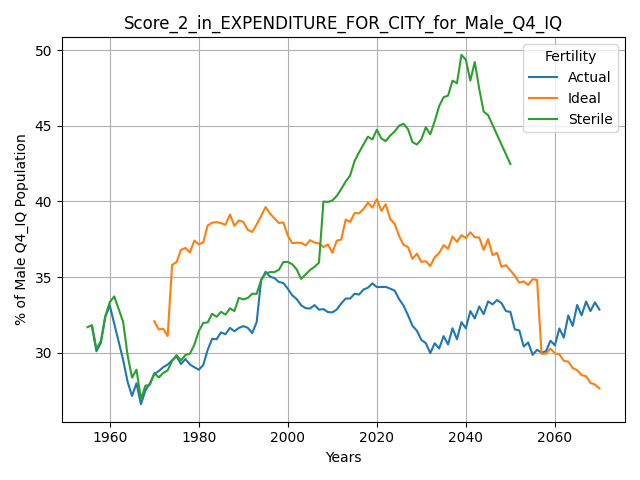 Score_2_in_EXPENDITURE_FOR_CITY_for_Male_Q4_IQ
% of Male Q4_IQ Population
50
45
40
35
30
Fertility
Actual
Ideal
Sterile
1960
1980
2000
2020
2040
2060
Years